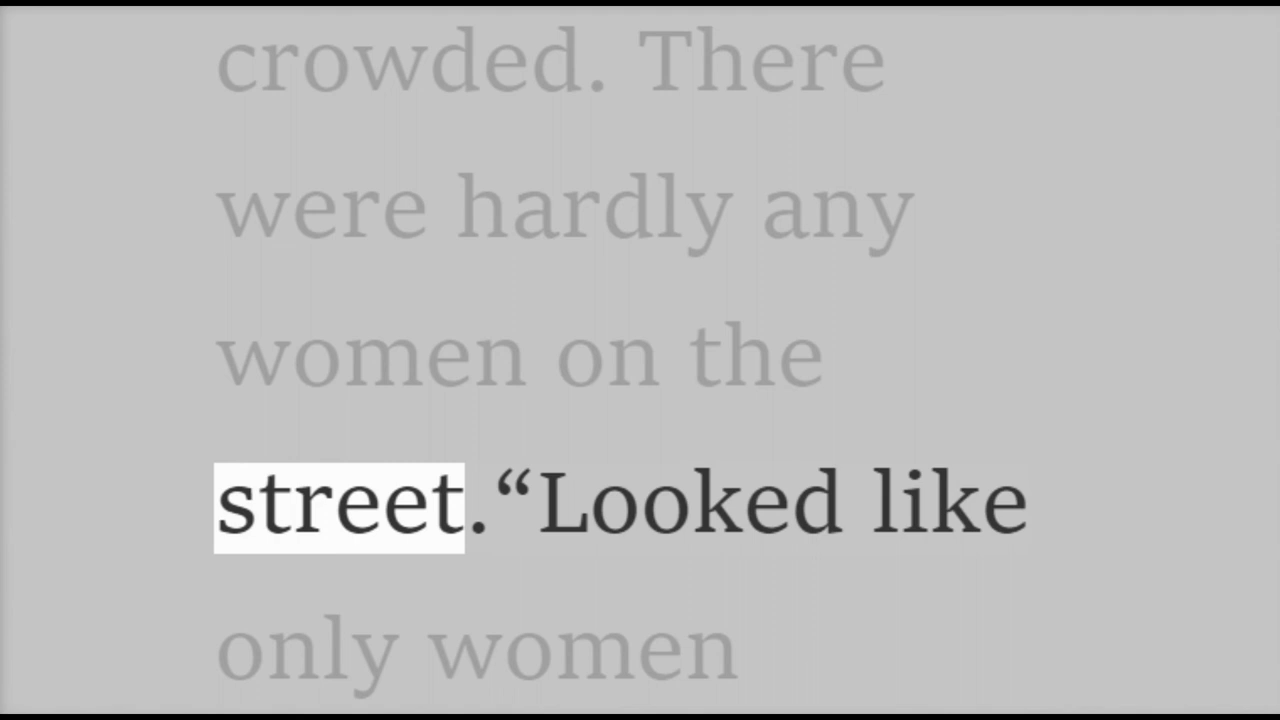 crowded. There
were hardly any
women on the
street.“Looked like
only women